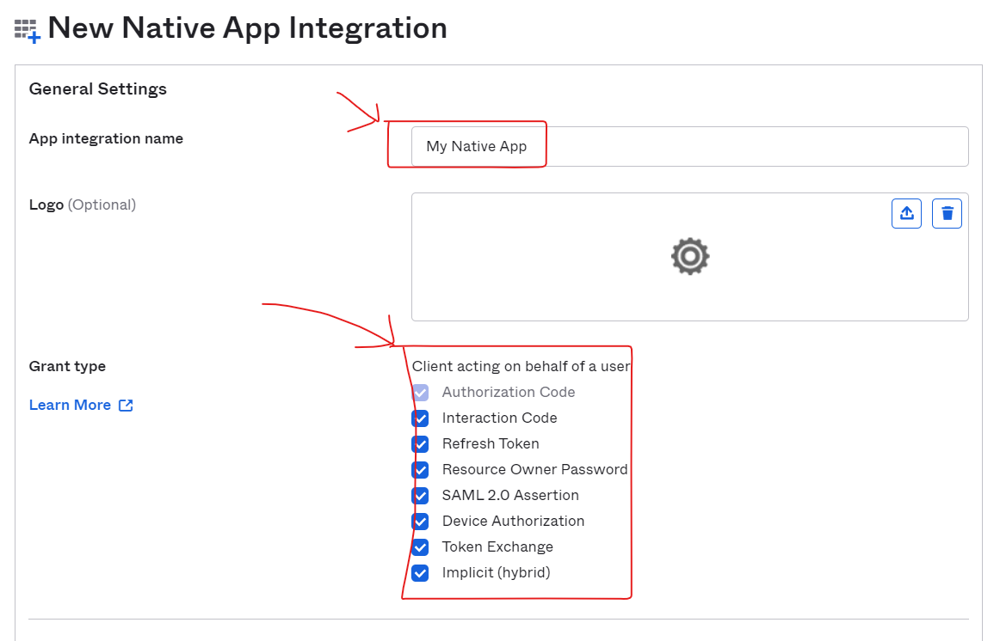 New Native App Integration
General Settings
App integration name
My Native App
Logo (Optional)
Grant type
Learn More
Client acting on behalf of a user
Authorization Code
Interaction Code
Refresh Token
Resource Owner Password
SAML 2.0 Assertion
Device Authorization
Token Exchange
Implicit (hybrid)